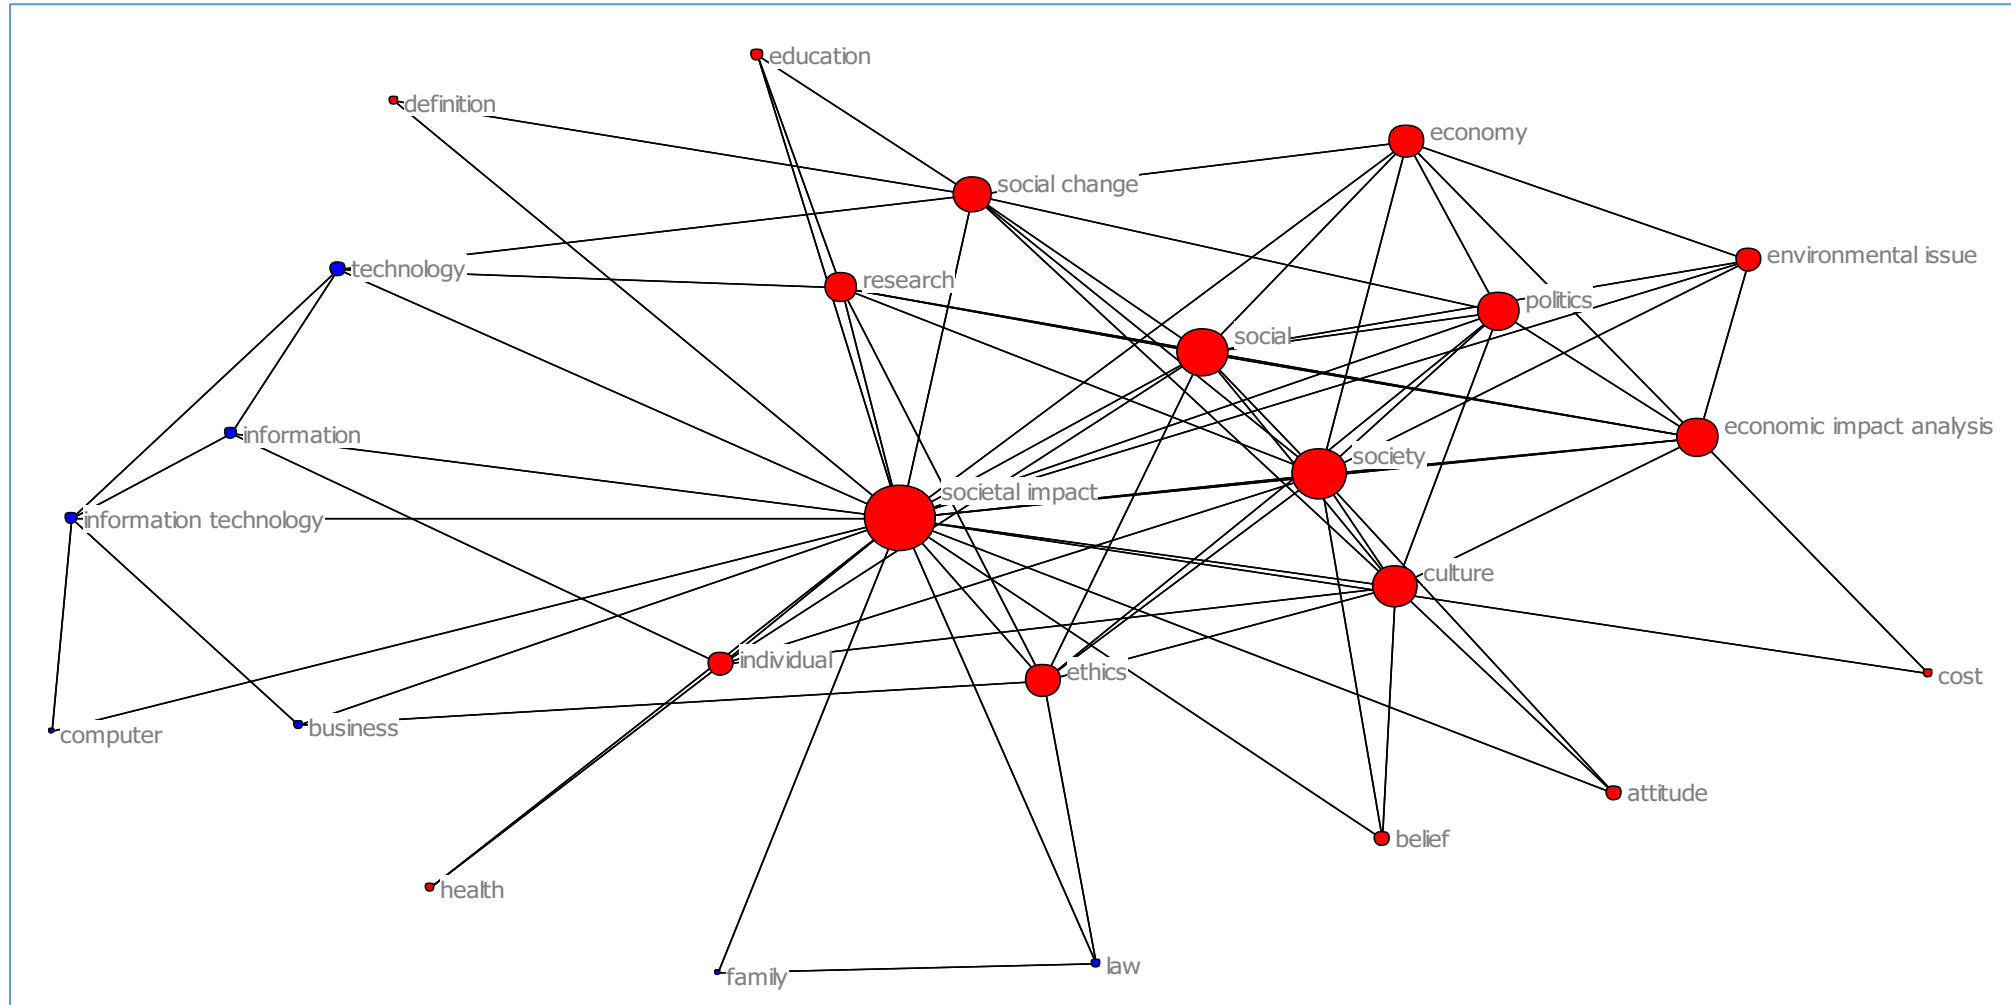 education
definition
economy
social change
environmental issue
technology
research
politics
social
economic impact analysis
information
society
societal impact
information technology
culture
individual
ethics
cost
business
computer
attitude
belief
health
law
family